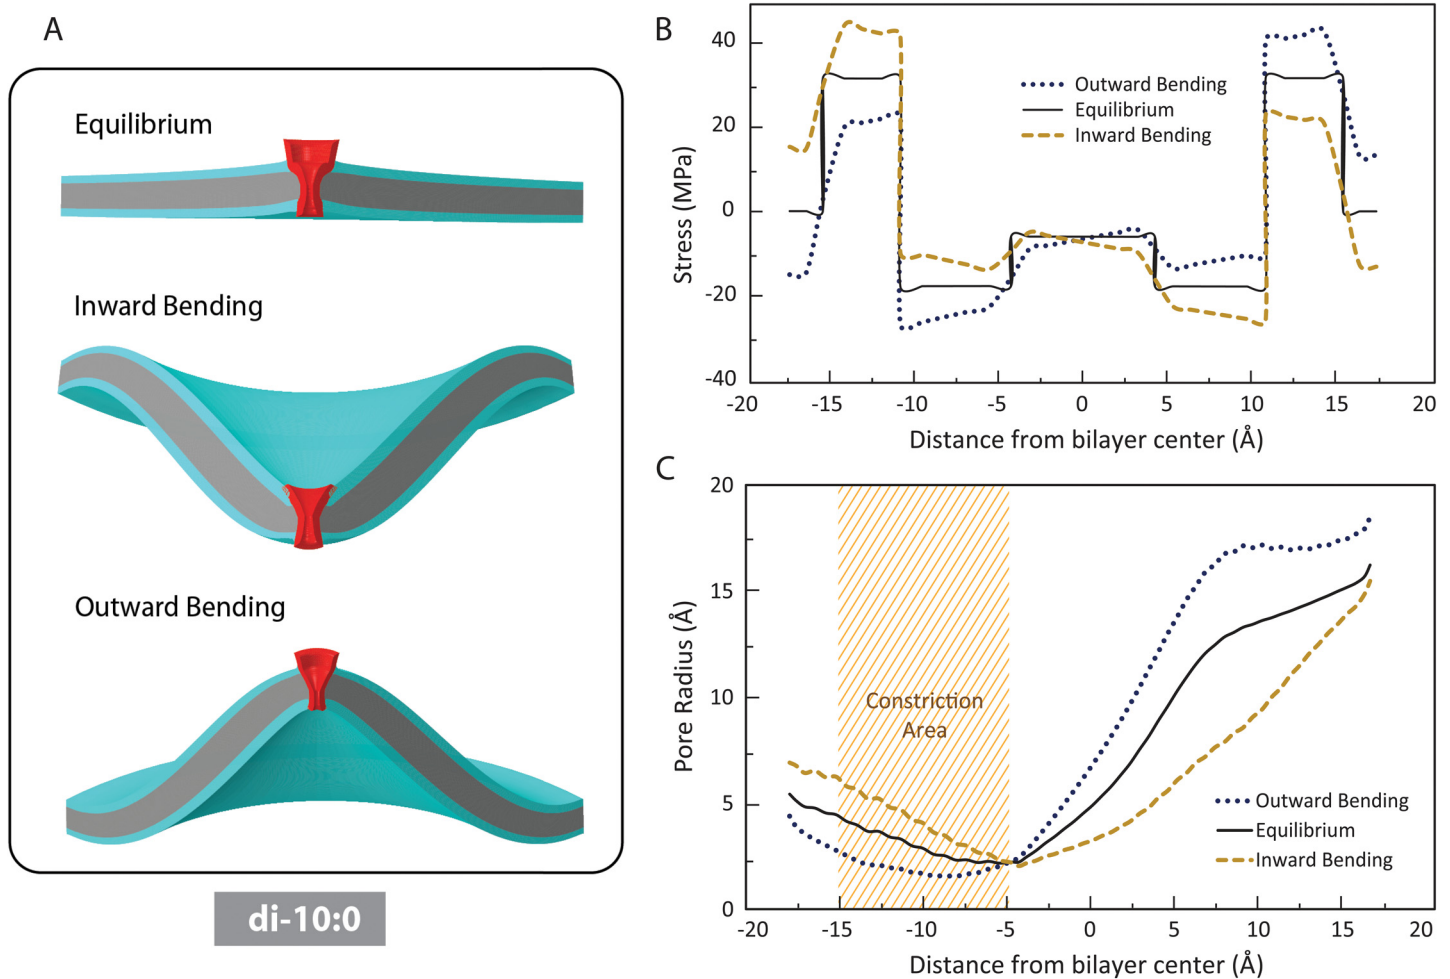 A
Equilibrium
Inward Bending
Outward Bending
di-10:0
B
40
20
0
-20
-40
Stress (MPa)
Outward Bending
Equilibrium
Inward Bending
-20
-15
-10
-5
0
5
10
15
20
Distance from bilayer center (Å)
C
20
15
10
5
0
Pore Radius (Å)
Constriction
Area
Outward Bending
Equilibrium
Inward Bending
-20
-15
-10
-5
0
5
10
15
20
Distance from bilayer center (Å)